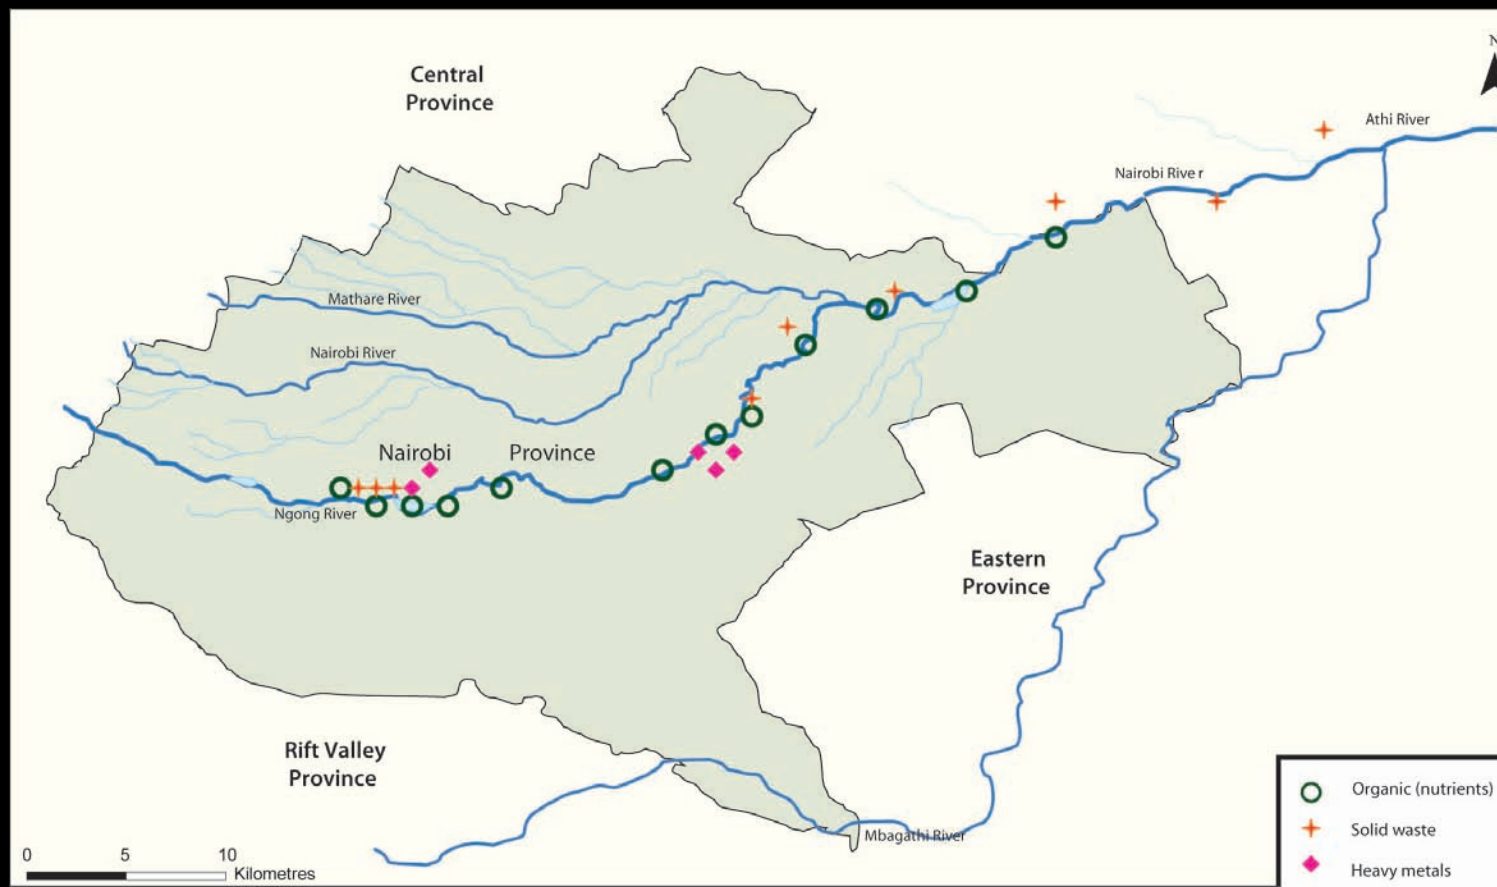 Central
Province
N
Athi River
Nairobi River
Mathare River
Nairobi River
Nairobi Province
Ngong River
Eastern
Province
Rift Valley
Province
Mbagathi River
Organic (nutrients)
Solid waste
Heavy metals
0 5 10
Kilometres